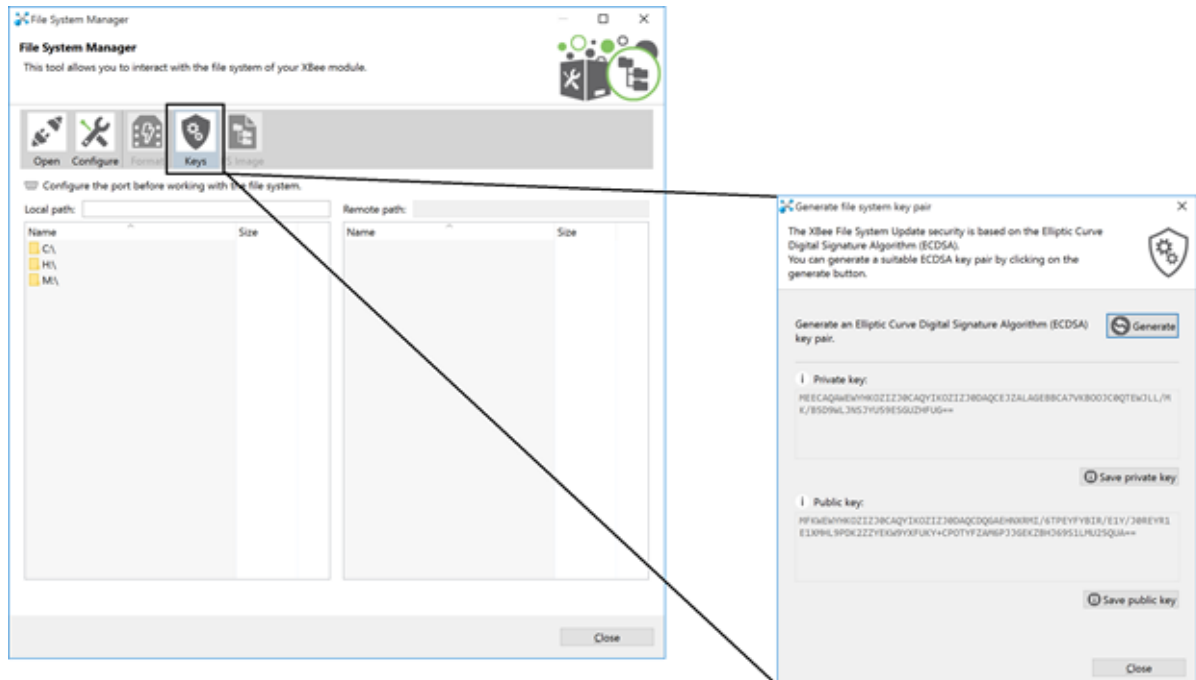 File System Manager
File System Manager
This tool allows you to interact with the file system of your XBee module.
Open Configure Format Keys FS Image
Configure the port before working with the file system.
Local path:
Remote path:
Name Size
Name Size
C:\
H:\
M:\
Close
Generate file system key pair
The XBee File System Update security is based on the Elliptic Curve
Digital Signature Algorithm (ECDSA).
You can generate a suitable ECDSA key pair by clicking on the
generate button.
Generate an Elliptic Curve Digital Signature Algorithm (ECDSA)
key pair.
Generate
Private key:
Save private key
Public key:
Save public key
Close